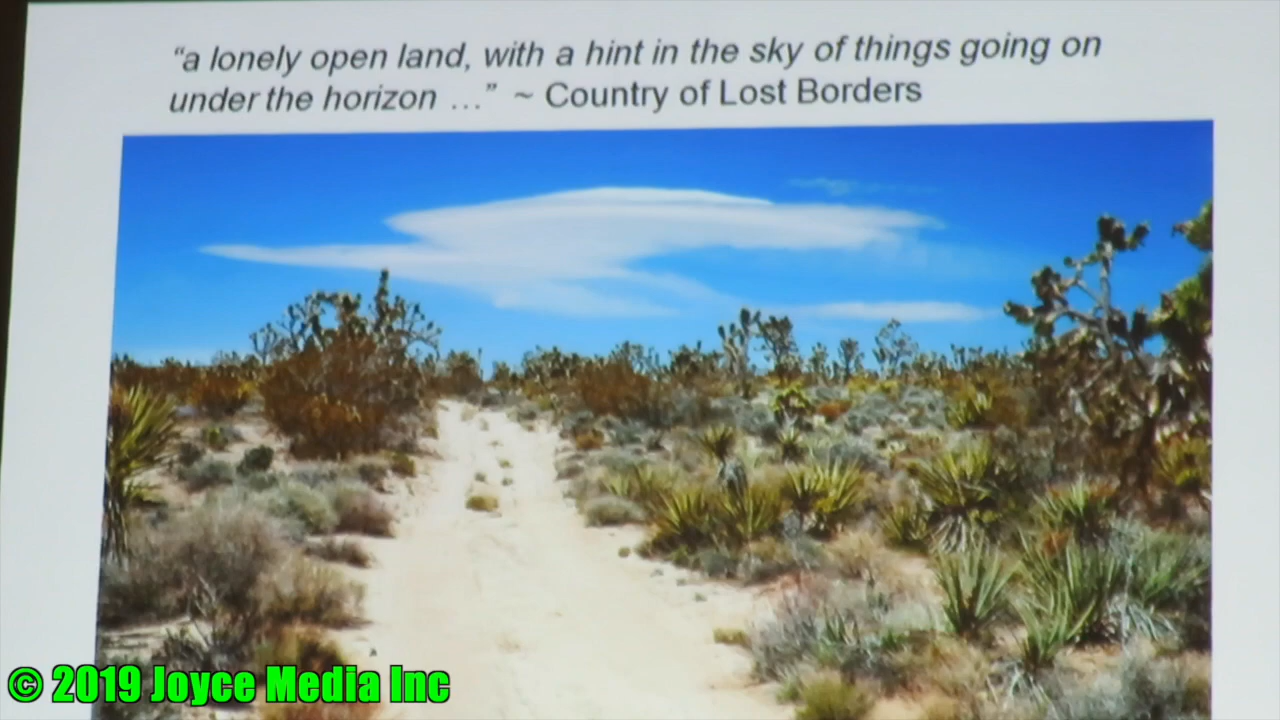 “a lonely open land, with a hint in the sky of things going on
under the horizon …” ~ Country of Lost Borders
© 2019 Joyce Media Inc